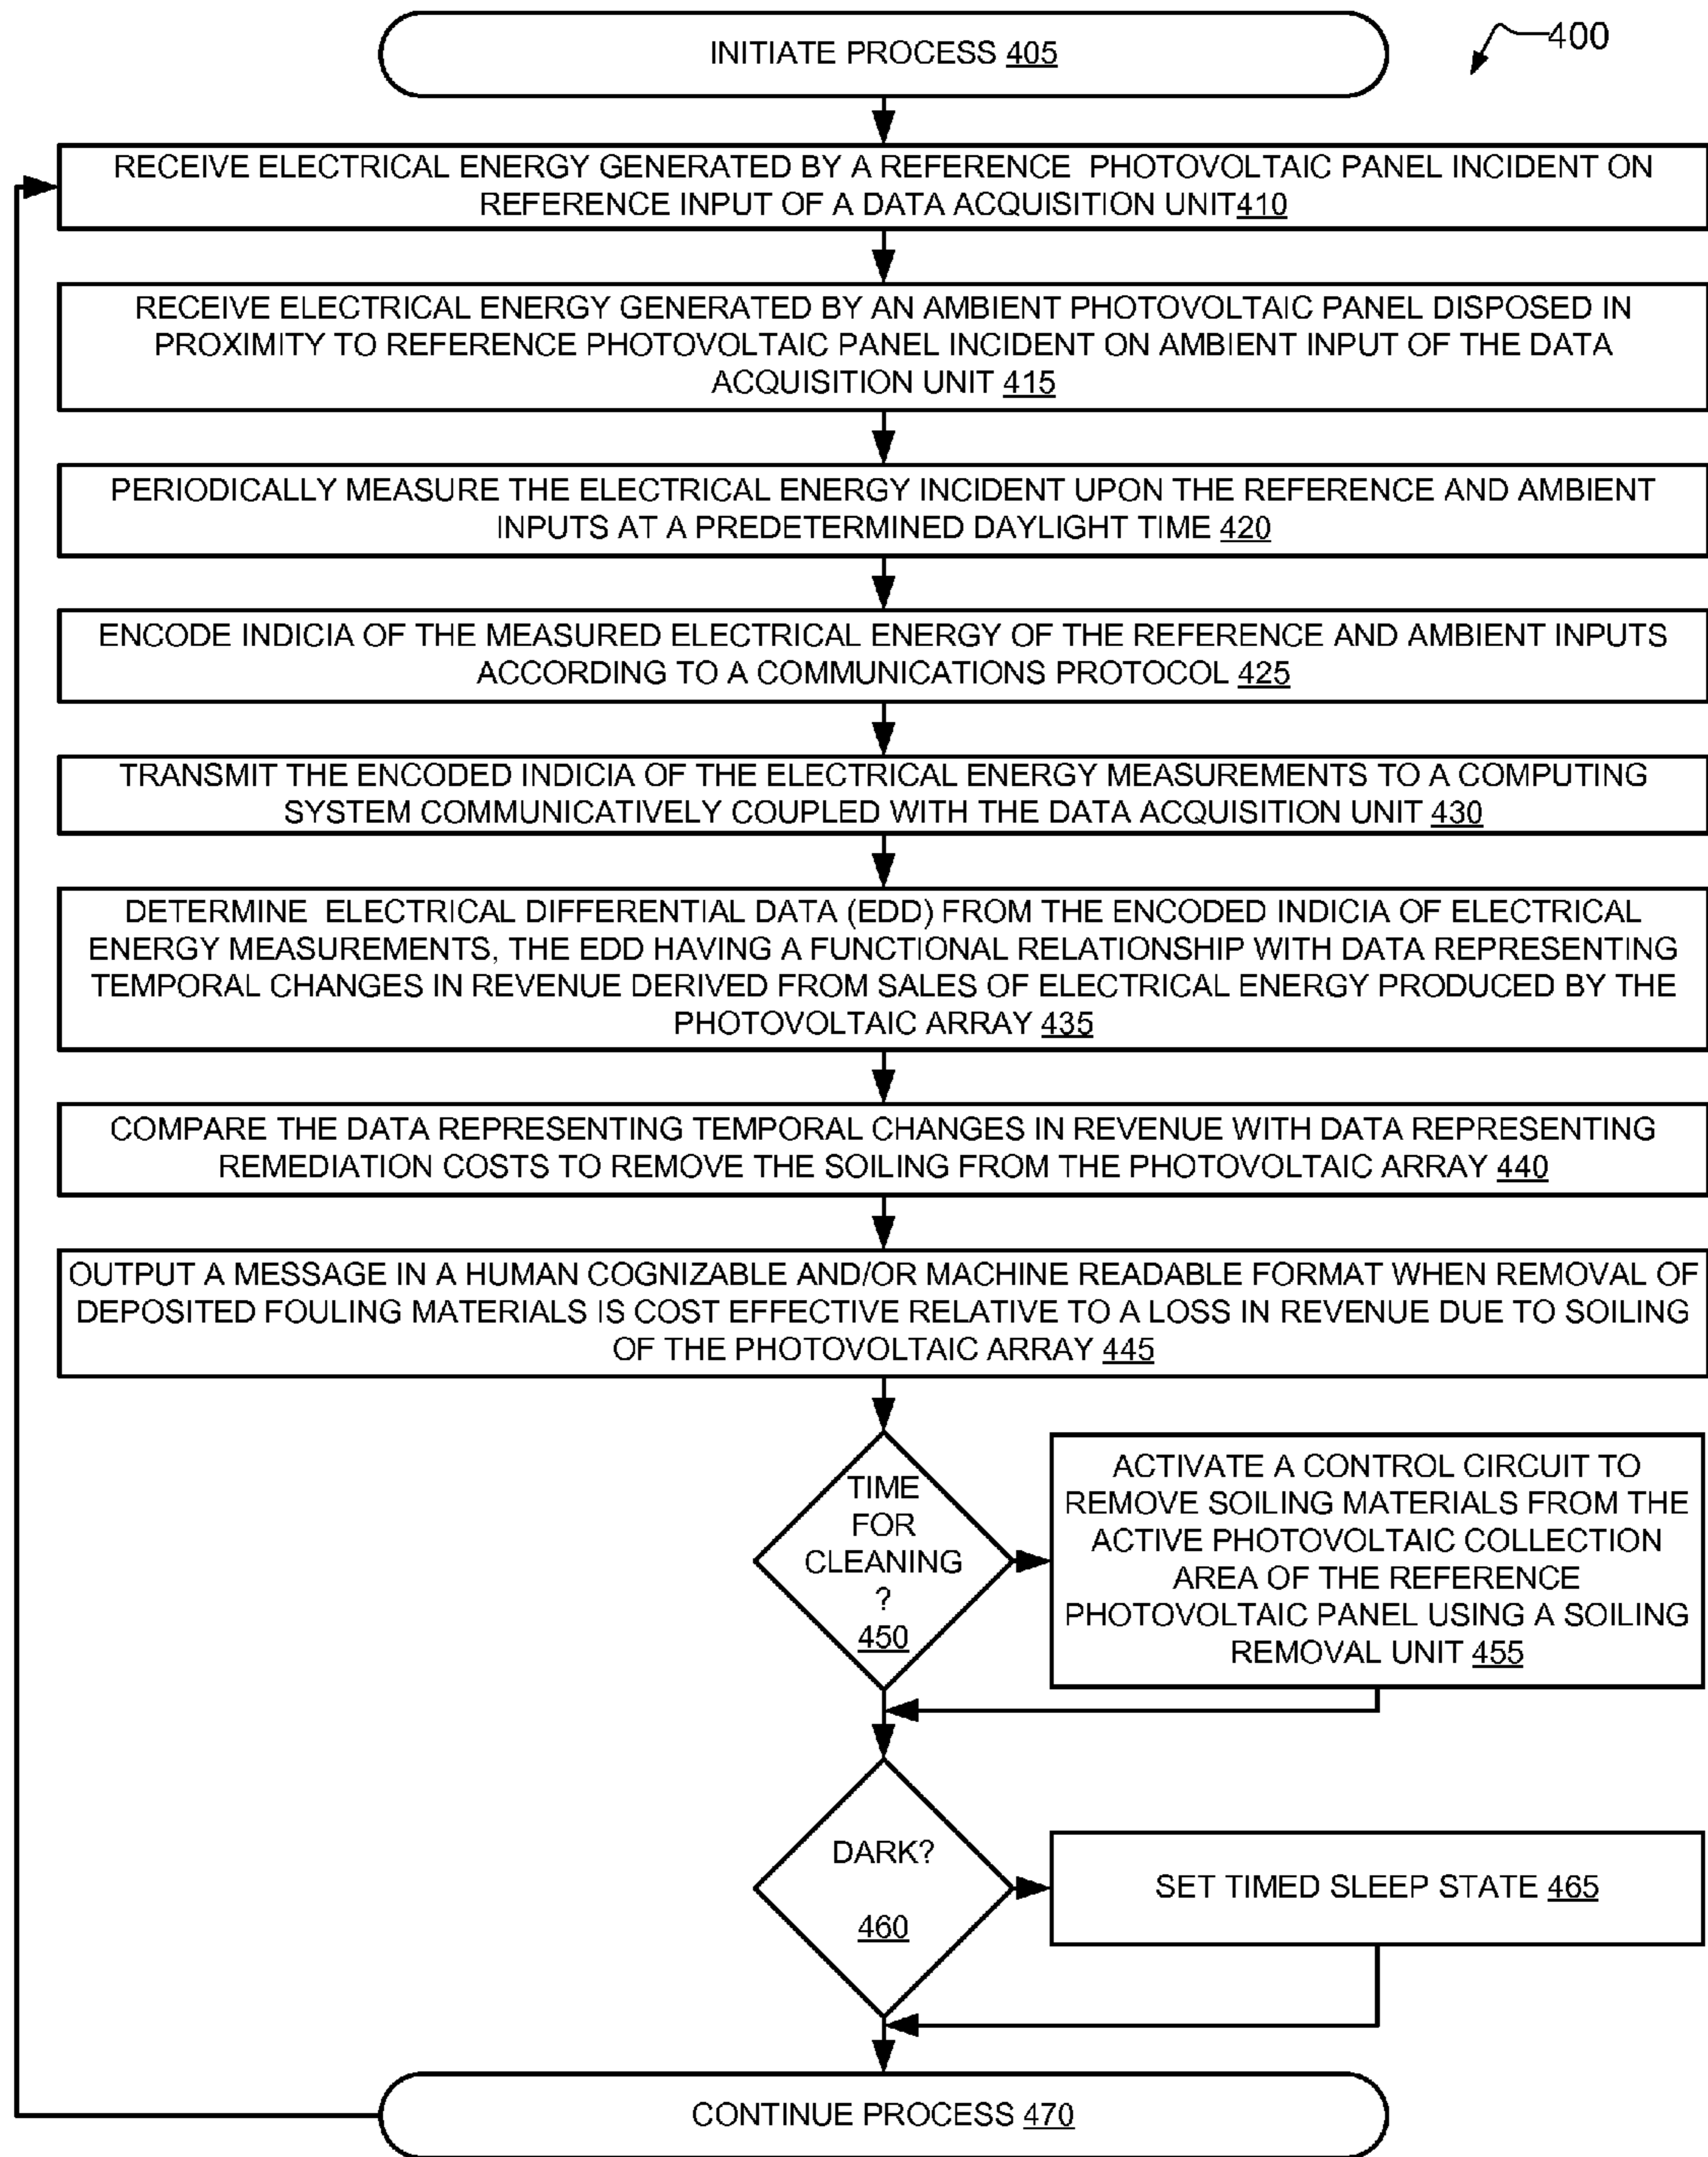 INITIATE PROCESS 405
400
RECEIVE ELECTRICAL ENERGY GENERATED BY A REFERENCE PHOTOVOLTAIC PANEL INCIDENT ON
REFERENCE INPUT OF A DATA ACQUISITION UNIT410
RECEIVE ELECTRICAL ENERGY GENERATED BY AN AMBIENT PHOTOVOLTAIC PANEL DISPOSED IN
PROXIMITY TO REFERENCE PHOTOVOLTAIC PANEL INCIDENT ON AMBIENT INPUT OF THE DATA
ACQUISITION UNIT 415
PERIODICALLY MEASURE THE ELECTRICAL ENERGY INCIDENT UPON THE REFERENCE AND AMBIENT
INPUTS AT A PREDETERMINED DAYLIGHT TIME 420
ENCODE INDICIA OF THE MEASURED ELECTRICAL ENERGY OF THE REFERENCE AND AMBIENT INPUTS
ACCORDING TO A COMMUNICATIONS PROTOCOL 425
TRANSMIT THE ENCODED INDICIA OF THE ELECTRICAL ENERGY MEASUREMENTS TO A COMPUTING
SYSTEM COMMUNICATIVELY COUPLED WITH THE DATA ACQUISITION UNIT 430
DETERMINE ELECTRICAL DIFFERENTIAL DATA (EDD) FROM THE ENCODED INDICIA OF ELECTRICAL
ENERGY MEASUREMENTS, THE EDD HAVING A FUNCTIONAL RELATIONSHIP WITH DATA REPRESENTING
TEMPORAL CHANGES IN REVENUE DERIVED FROM SALES OF ELECTRICAL ENERGY PRODUCED BY THE
PHOTOVOLTAIC ARRAY 435
COMPARE THE DATA REPRESENTING TEMPORAL CHANGES IN REVENUE WITH DATA REPRESENTING
REMEDIATION COSTS TO REMOVE THE SOILING FROM THE PHOTOVOLTAIC ARRAY 440
OUTPUT A MESSAGE IN A HUMAN COGNIZABLE AND/OR MACHINE READABLE FORMAT WHEN REMOVAL OF
DEPOSITED FOULING MATERIALS IS COST EFFECTIVE RELATIVE TO A LOSS IN REVENUE DUE TO SOILING
OF THE PHOTOVOLTAIC ARRAY 445
TIME
FOR
CLEANING
?
450
ACTIVATE A CONTROL CIRCUIT TO
REMOVE SOILING MATERIALS FROM THE
ACTIVE PHOTOVOLTAIC COLLECTION
AREA OF THE REFERENCE
PHOTOVOLTAIC PANEL USING A SOILING
REMOVAL UNIT 455
DARK?
460
SET TIMED SLEEP STATE 465
CONTINUE PROCESS 470